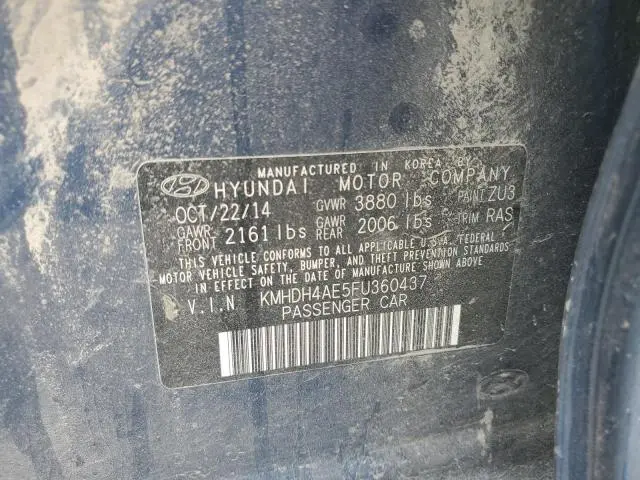 MANUFACTURED IN KOREA BY
HYUNDAI MOTOR COMPANY
OCT/22/14 GVWR 3880 lbs PAINT ZU3
GAWR FRONT 2161 lbs GAWR REAR 2006 lbs TRIM RAS
THIS VEHICLE CONFORMS TO ALL APPLICABLE U.S.A. FEDERAL
MOTOR VEHICLE SAFETY, BUMPER, AND THEFT PREVENTION
STANDARDS IN EFFECT ON THE DATE OF MANUFACTURE SHOWN ABOVE
V.I.N KMHDH4AE5FU360437
PASSENGER CAR